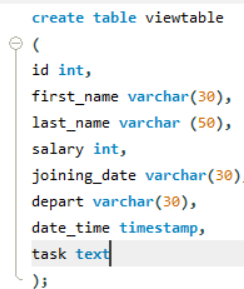 create table viewtable
(
id int,
first_name varchar(30),
last_name varchar (50),
salary int,
joining_date varchar(30),
depart varchar(30),
date_time timestamp,
task text
);